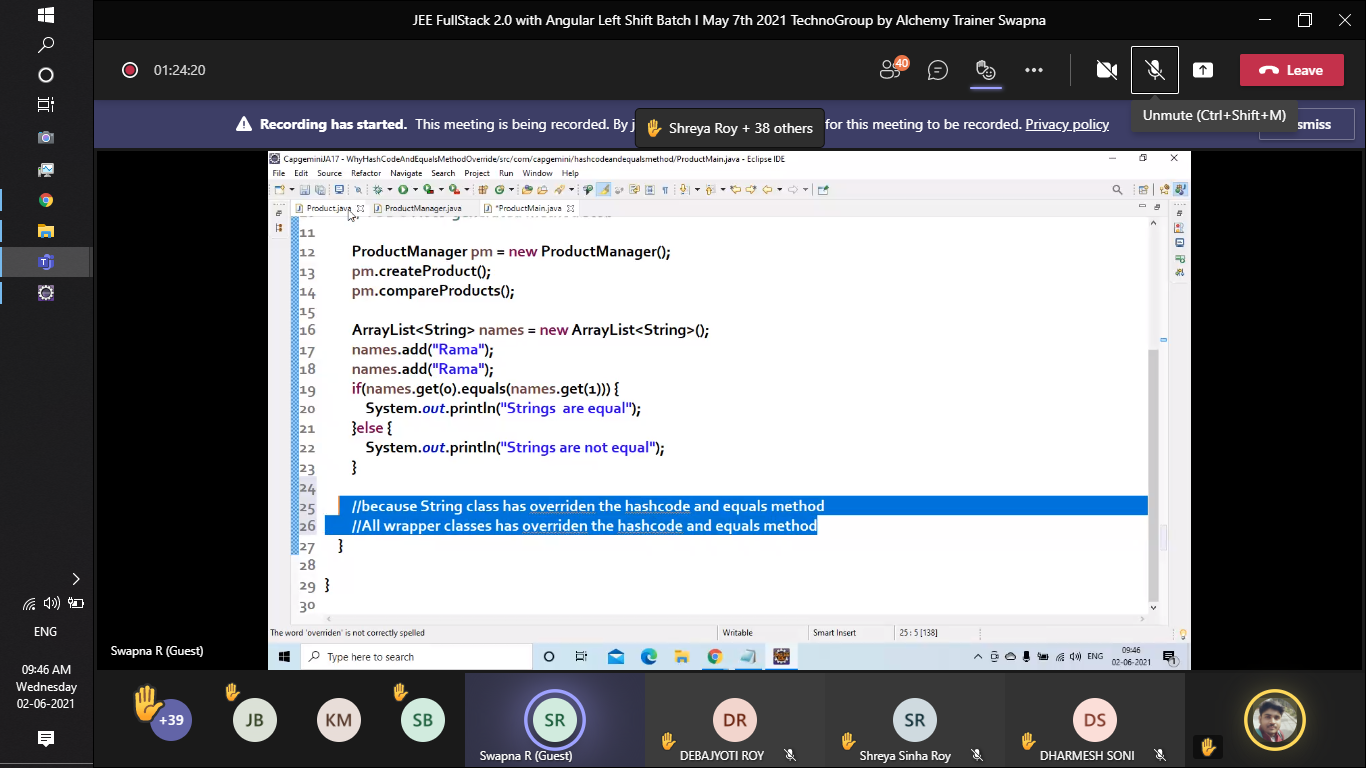 JEE FullStack 2.0 with Angular Left Shift Batch I May 7th 2021 TechnoGroup by Alchemy Trainer Swapna
01:24:20
40
Leave
Recording has started. This meeting is being recorded. By j
Shreya Roy + 38 others
for this meeting to be recorded. Privacy policy
Unmute (Ctrl+Shift+M)
smiss
CapgeminiJA17 - WhyHashCodeAndEqualsMethodOverride/src/com/capgemini/hashcodeandequalsmethod/ProductMain.java - Eclipse IDE
File Edit Source Refactor Navigate Search Project Run Window Help
Product.java ProductManager.java *ProductMain.java
11
12 ProductManager pm = new ProductManager();
13 pm.createProduct();
14 pm.compareProducts();
15
16 ArrayList<String> names = new ArrayList<String>();
17 names.add("Rama");
18 names.add("Rama");
19 if(names.get(0).equals(names.get(1))) {
20 System.out.println("Strings  are equal");
21 }else {
22 System.out.println("Strings are not equal");
23 }
24
25 //because String class has overriden the hashcode and equals method
26 //All wrapper classes has overriden the hashcode and equals method
27 }
28
29 }
30
The word 'overriden' is not correctly spelled Writable Smart Insert 25 : 5 [138]
Type here to search
ENG
09:46
02-06-2021
1
Swapna R (Guest)
ENG
09:46 AM
Wednesday
02-06-2021
+39
JB
KM
SB
SR
Swapna R (Guest)
DR
DEBAJYOTI ROY
SR
Shreya Sinha Roy
DS
DHARMESH SONI